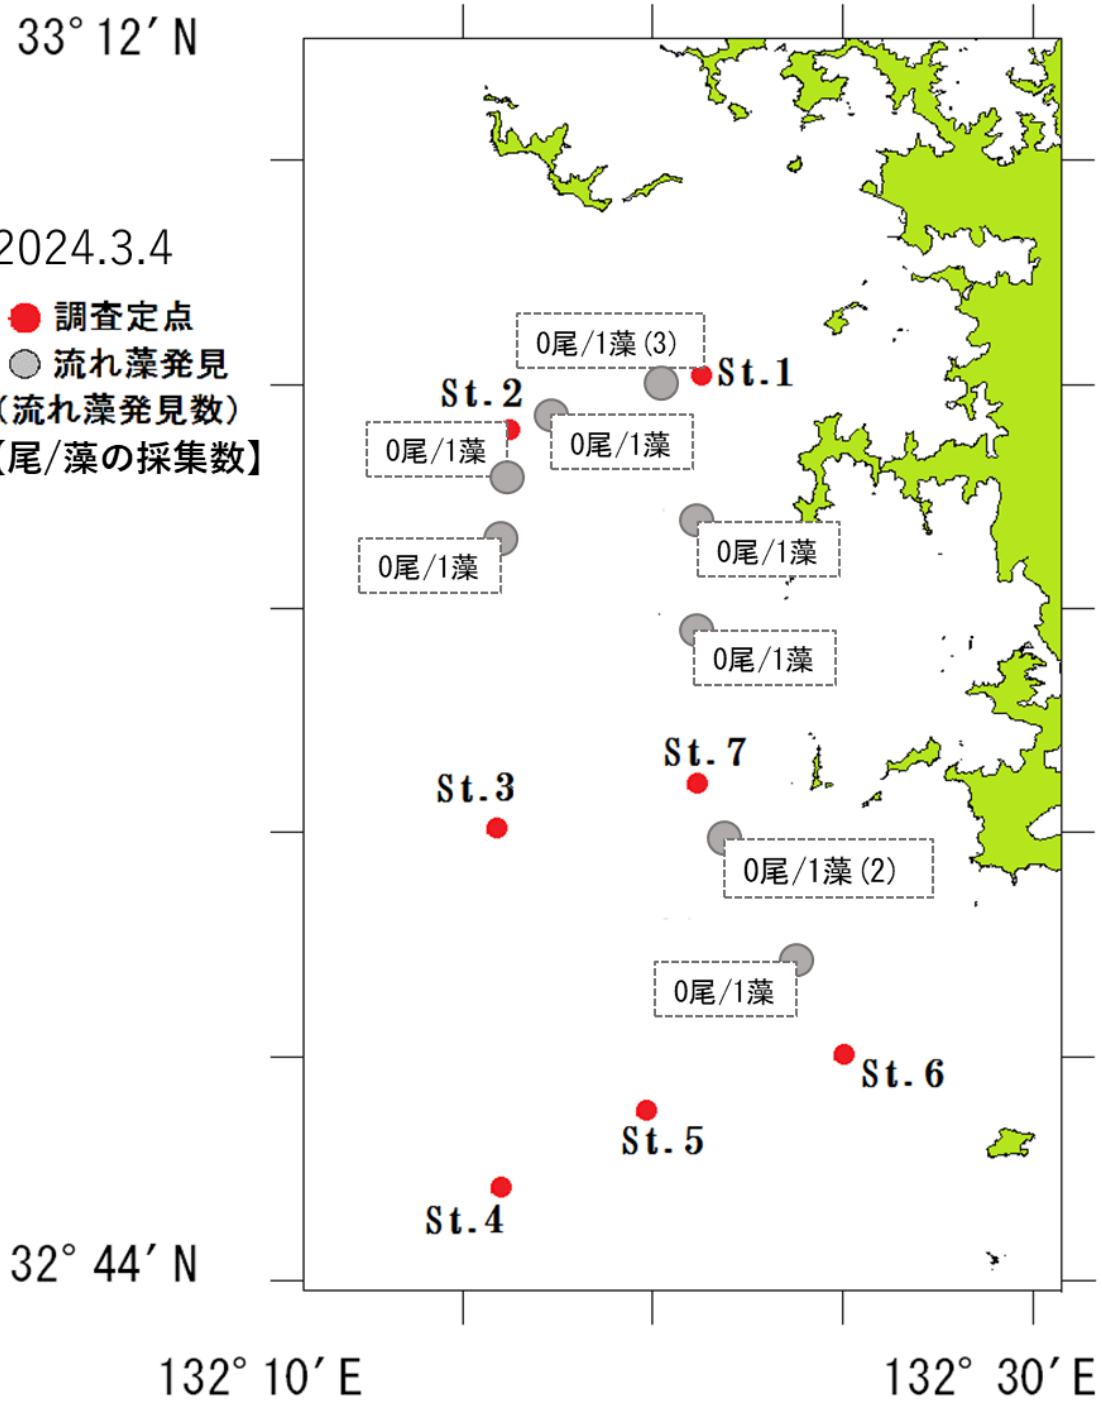 33°12′N
2024.3.4
調査定点
流れ藻発見
（流れ藻発見数）
【尾/藻の採集数】
0尾/1藻(3)
St.1
St.2
0尾/1藻
0尾/1藻
0尾/1藻
0尾/1藻
0尾/1藻
St.7
St.3
0尾/1藻(2)
0尾/1藻
St.6
St.5
St.4
32°44′N
132°10′E
132°30′E